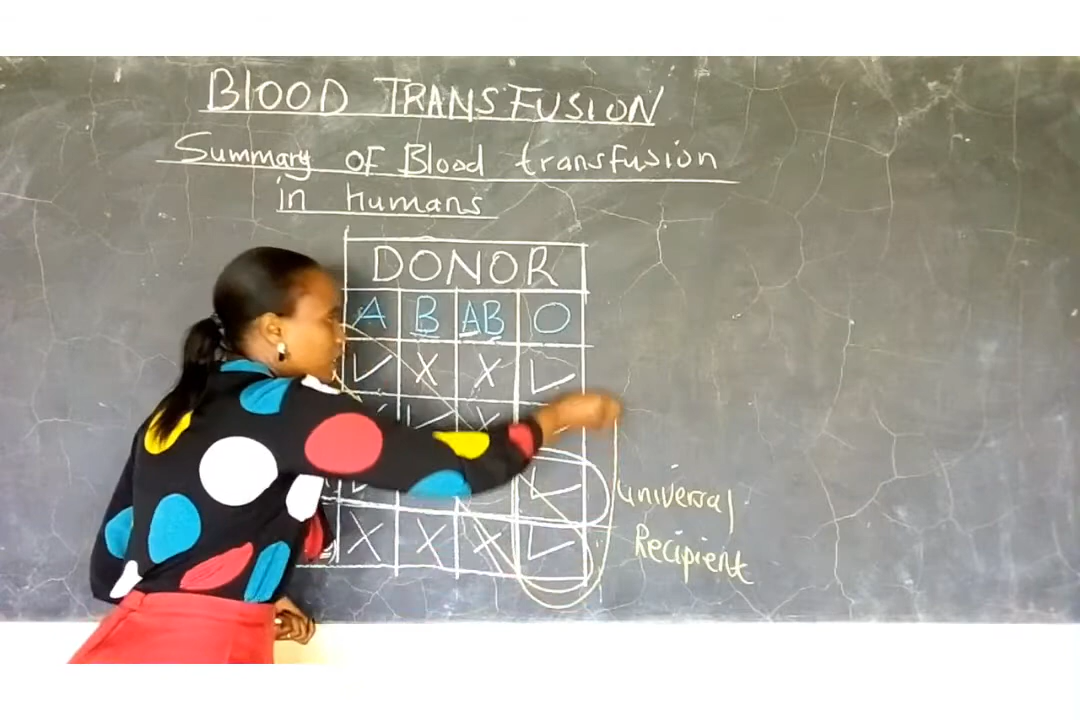 BLOOD TRANSFUSION
Summary of Blood transfusion
in humans
DONOR
A B AB O
✓ X X ✓
✓ X
✓
X X X ✓
universal
Recipient